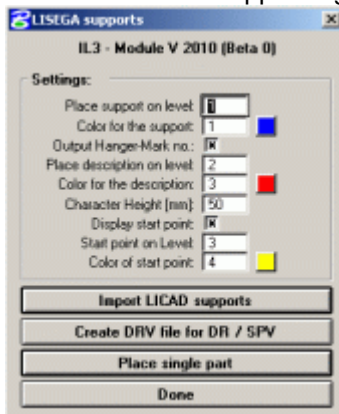 LISEGA supports
IL3 - Module V 2010 (Beta 0)
Settings:
Place support on level: 1
Color for the support: 1
Output Hanger-Mark no.:
Place description on level: 2
Color for the description: 3
Character Height [mm]: 50
Display start point:
Start point on Level: 3
Color of start point: 4
Import LICAD supports
Create DRV file for DR / SPV
Place single part
Done